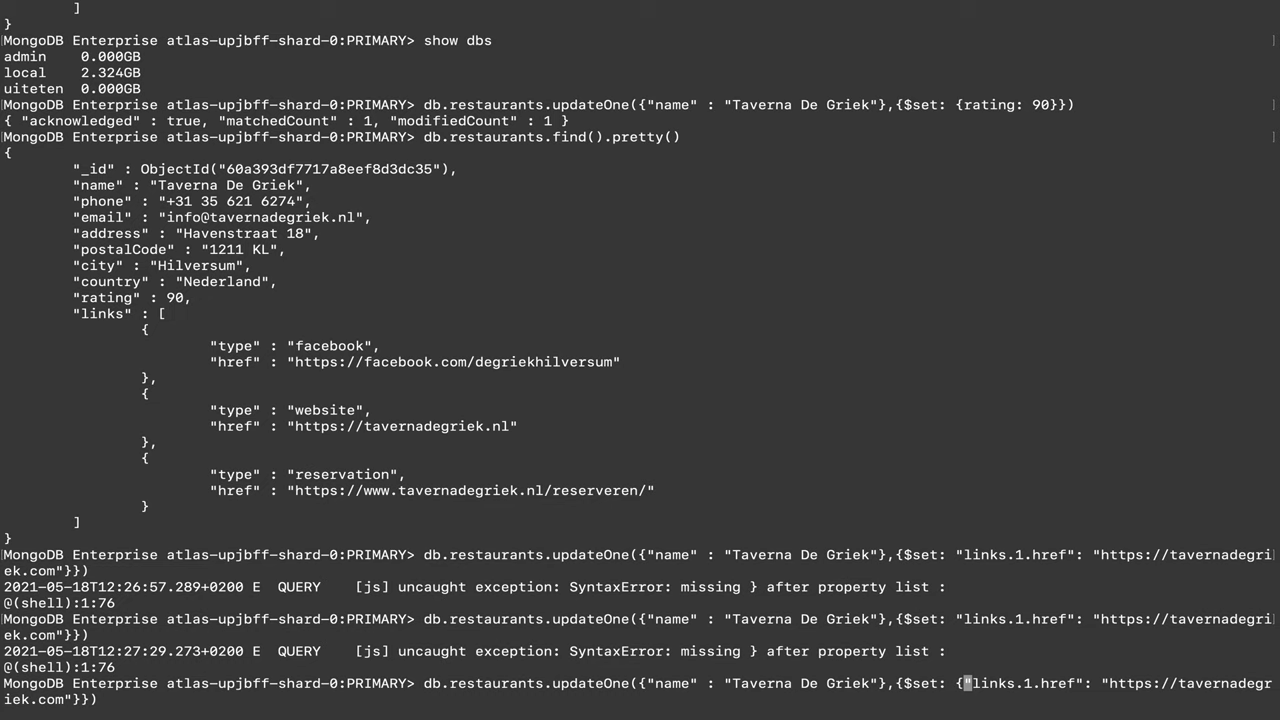 ]
}
MongoDB Enterprise atlas-upjbff-shard-0:PRIMARY> show dbs
admin    0.000GB
local    2.324GB
uiteten  0.000GB
MongoDB Enterprise atlas-upjbff-shard-0:PRIMARY> db.restaurants.updateOne({"name" : "Taverna De Griek"},{$set: {rating: 90}})
{ "acknowledged" : true, "matchedCount" : 1, "modifiedCount" : 1 }
MongoDB Enterprise atlas-upjbff-shard-0:PRIMARY> db.restaurants.find().pretty()
{
"_id" : ObjectId("60a393df7717a8eef8d3dc35"),
"name" : "Taverna De Griek",
"phone" : "+31 35 621 6274",
"email" : "info@tavernadegriek.nl",
"address" : "Havenstraat 18",
"postalCode" : "1211 KL",
"city" : "Hilversum",
"country" : "Nederland",
"rating" : 90,
"links" : [
{
"type" : "facebook",
"href" : "https://facebook.com/degriekhilversum"
},
{
"type" : "website",
"href" : "https://tavernadegriek.nl"
},
{
"type" : "reservation",
"href" : "https://www.tavernadegriek.nl/reserveren/"
}
]
}
MongoDB Enterprise atlas-upjbff-shard-0:PRIMARY> db.restaurants.updateOne({"name" : "Taverna De Griek"},{$set: "links.1.href": "https://tavernadegri
ek.com"}})
2021-05-18T12:26:57.289+0200 E  QUERY    [js] uncaught exception: SyntaxError: missing } after property list :
@(shell):1:76
MongoDB Enterprise atlas-upjbff-shard-0:PRIMARY> db.restaurants.updateOne({"name" : "Taverna De Griek"},{$set: "links.1.href": "https://tavernadegri
ek.com"}})
2021-05-18T12:27:29.273+0200 E  QUERY    [js] uncaught exception: SyntaxError: missing } after property list :
@(shell):1:76
MongoDB Enterprise atlas-upjbff-shard-0:PRIMARY> db.restaurants.updateOne({"name" : "Taverna De Griek"},{$set: {"links.1.href": "https://tavernadegr
iek.com"}})